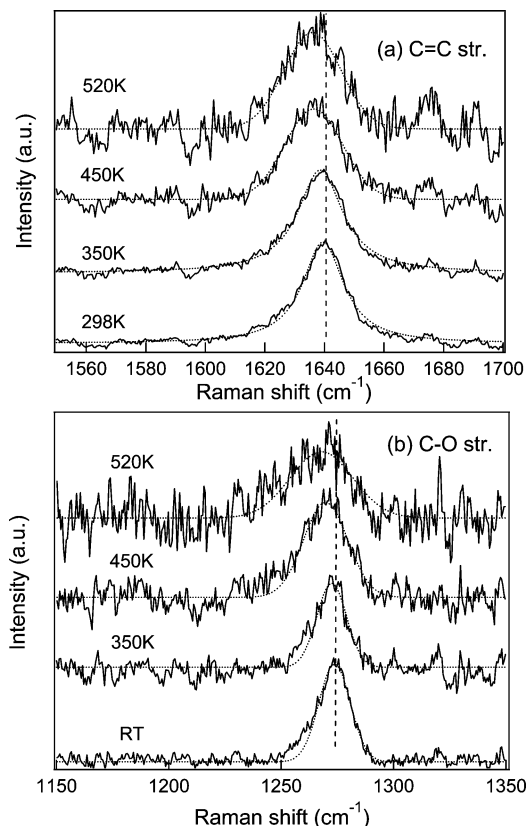 (a) C=C str.
520K
450K
350K
298K
Intensity (a.u.)
1560 1580 1600 1620 1640 1660 1680 1700
Raman shift (cm⁻¹)
(b) C-O str.
520K
450K
350K
RT
Intensity (a.u.)
1150 1200 1250 1300 1350
Raman shift (cm⁻¹)